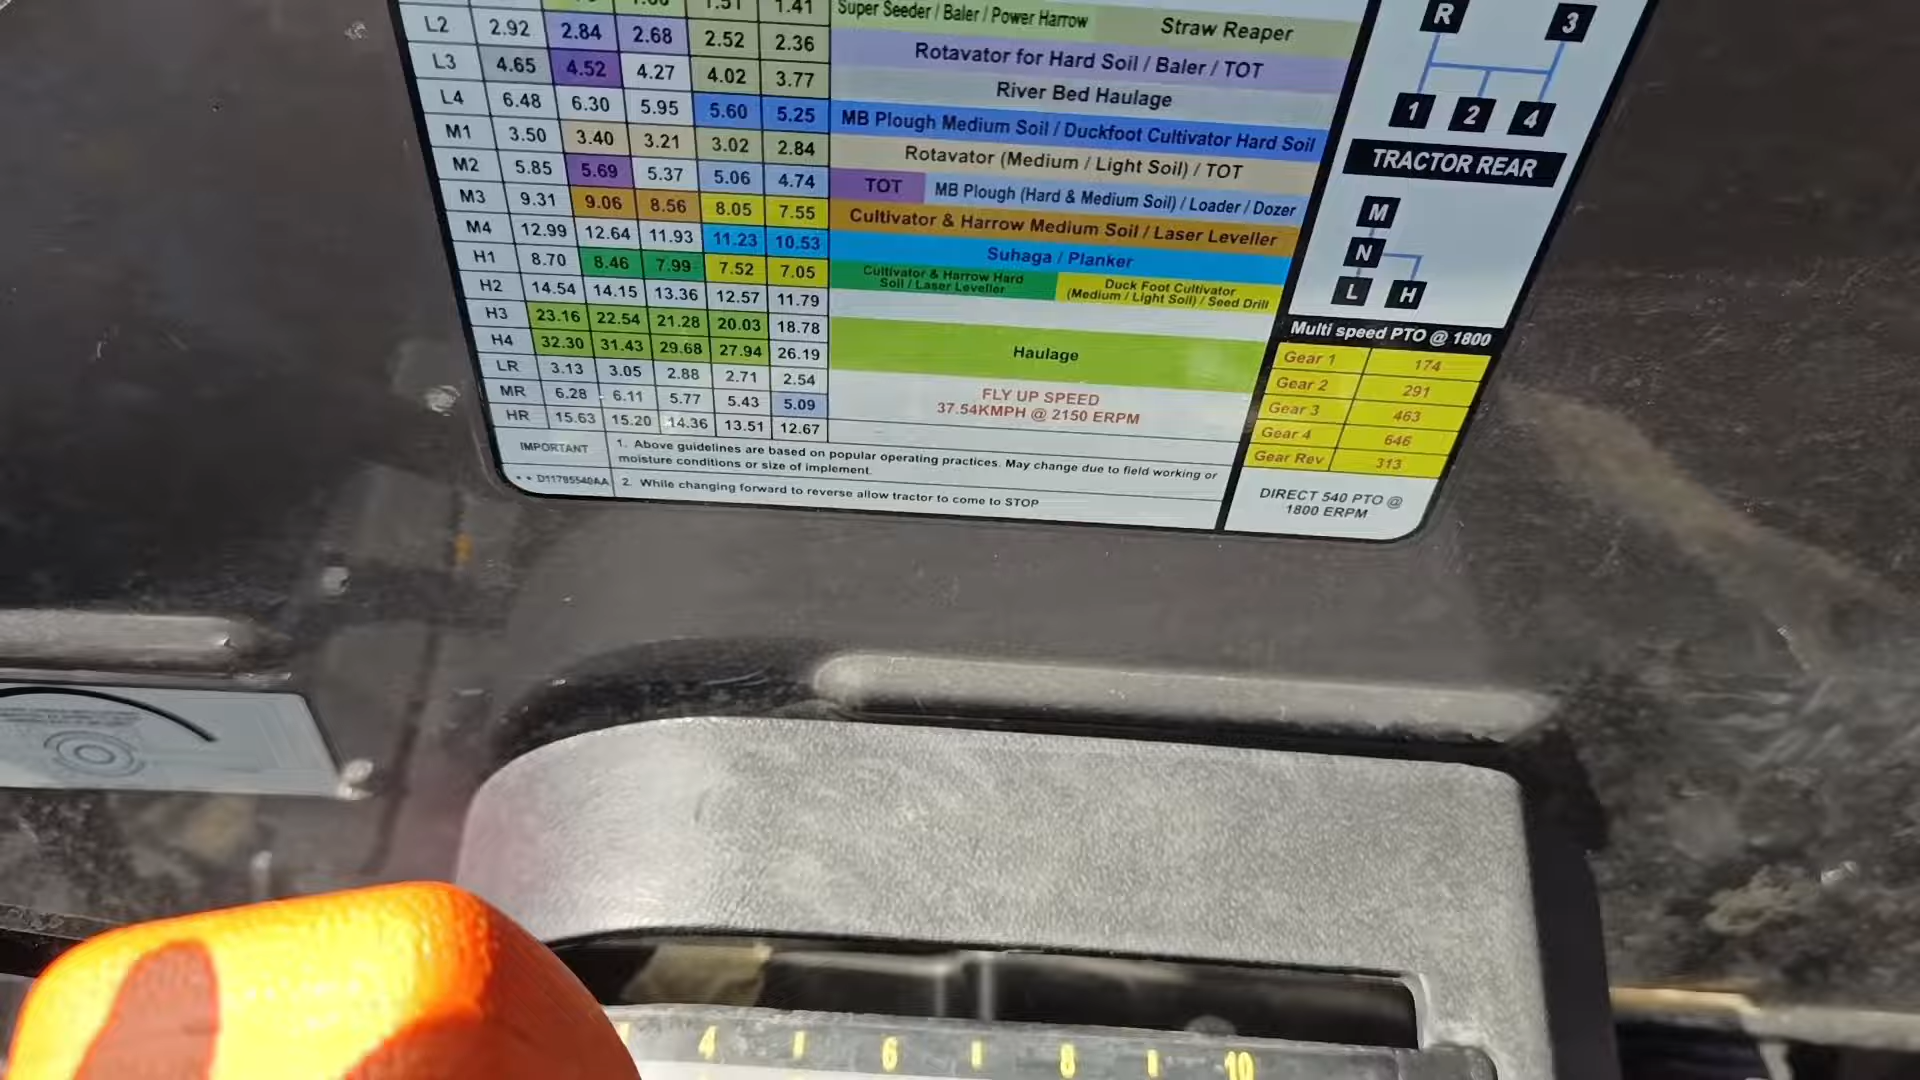 1.51 1.41 Super Seeder / Baler / Power Harrow Straw Reaper
L2 2.92 2.84 2.68 2.52 2.36 Rotavator for Hard Soil / Baler / TOT
L3 4.65 4.52 4.27 4.02 3.77 River Bed Haulage
L4 6.48 6.30 5.95 5.60 5.25 MB Plough Medium Soil / Duckfoot Cultivator Hard Soil
M1 3.50 3.40 3.21 3.02 2.84 Rotavator (Medium / Light Soil) / TOT
M2 5.85 5.69 5.37 5.06 4.74 TOT MB Plough (Hard & Medium Soil) / Loader / Dozer
M3 9.31 9.06 8.56 8.05 7.55 Cultivator & Harrow Medium Soil / Laser Leveller
M4 12.99 12.64 11.93 11.23 10.53 Suhaga / Planker
H1 8.70 8.46 7.99 7.52 7.05
Cultivator & Harrow Hard
Soil / Laser Leveller
Duck Foot Cultivator
(Medium / Light Soil) / Seed Drill
H2 14.54 14.15 13.36 12.57 11.79
H3 23.16 22.54 21.28 20.03 18.78
Haulage
H4 32.30 31.43 29.68 27.94 26.19
LR 3.13 3.05 2.88 2.71 2.54
MR 6.28 6.11 5.77 5.43 5.09
HR 15.63 15.20 14.36 13.51 12.67
FLY UP SPEED
37.54KMPH @ 2150 ERPM
IMPORTANT
1. Above guidelines are based on popular operating practices. May change due to field working or
moisture conditions or size of implement.
* * D11785540AA
2. While changing forward to reverse allow tractor to come to STOP
R 3
1 2 4
TRACTOR REAR
M
N
L H
Multi speed PTO @ 1800
Gear 1 174
Gear 2 291
Gear 3 463
Gear 4 646
Gear Rev 313
DIRECT 540 PTO @
1800 ERPM
4 6 8 10